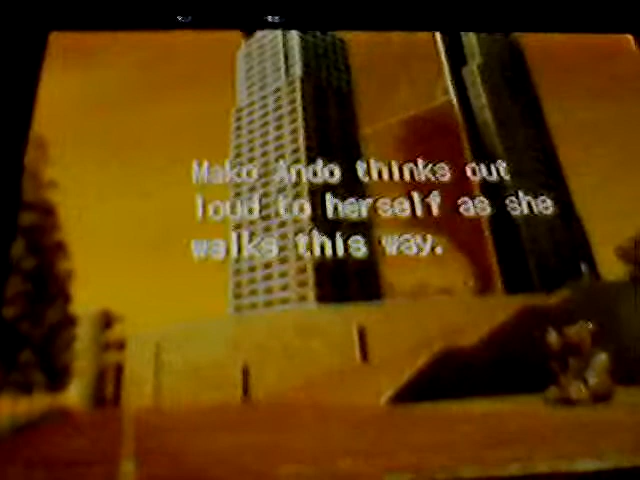 Mako Ando thinks out
loud to herself as she
walks this way.